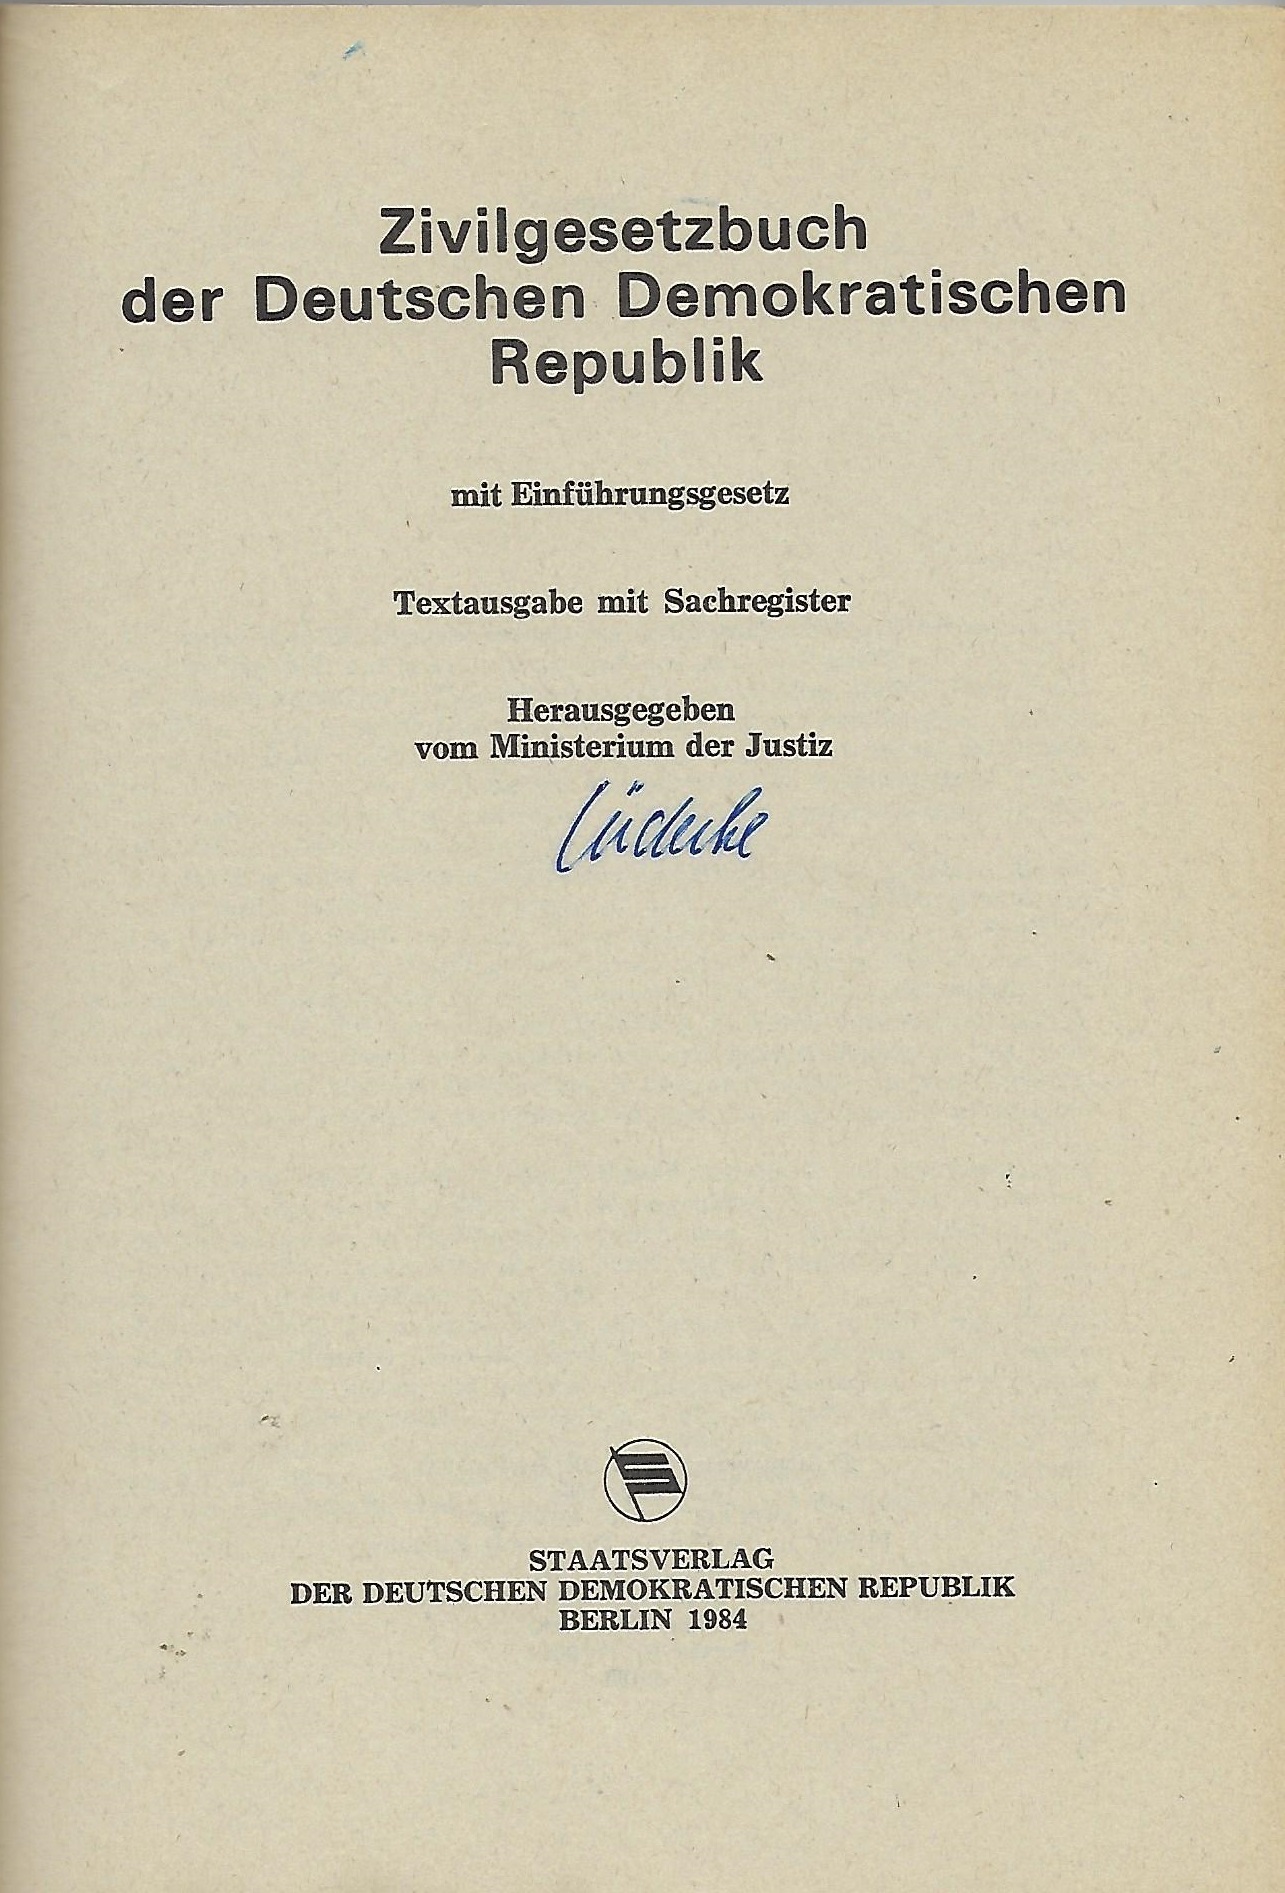 Zivilgesetzbuch
der Deutschen Demokratischen
Republik
mit Einführungsgesetz
Textausgabe mit Sachregister
Herausgegeben
vom Ministerium der Justiz
Lüdecke
STAATSVERLAG
DER DEUTSCHEN DEMOKRATISCHEN REPUBLIK
BERLIN 1984